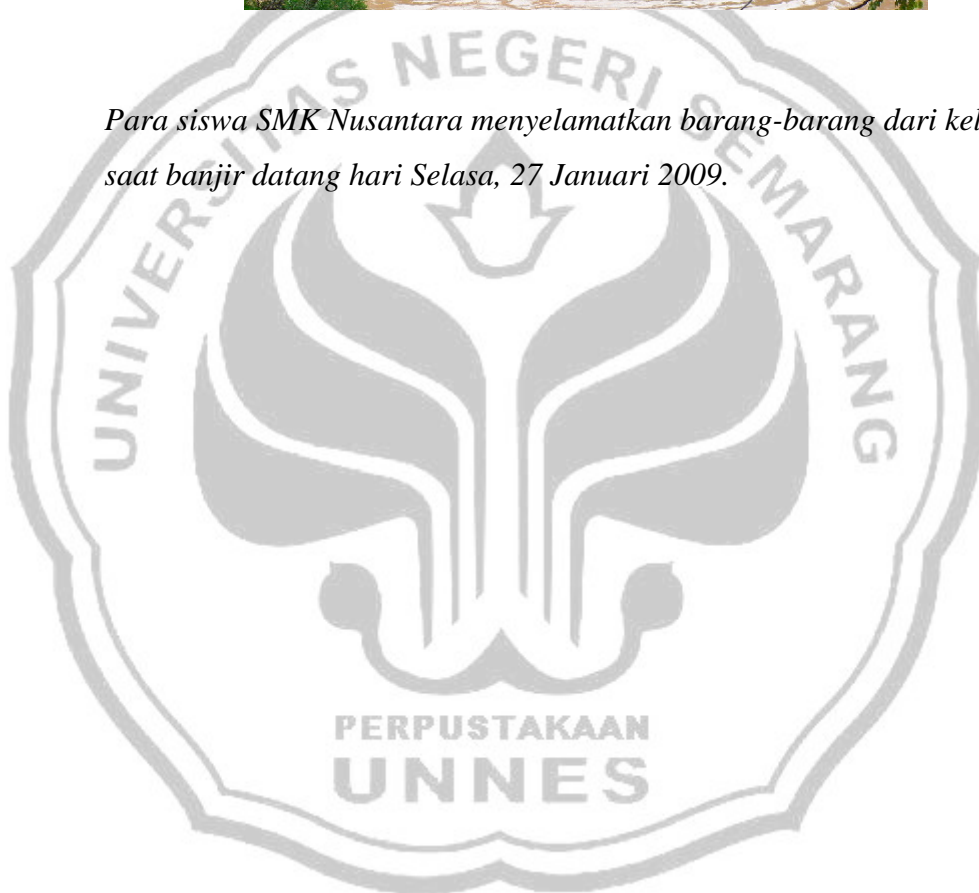 Para siswa SMK Nusantara menyelamatkan barang-barang dari
saat banjir datang hari Selasa, 27 Januari 2009.
UNIVERSITAS NEGERI SEMARANG
PERPUSTAKAAN
UNNES